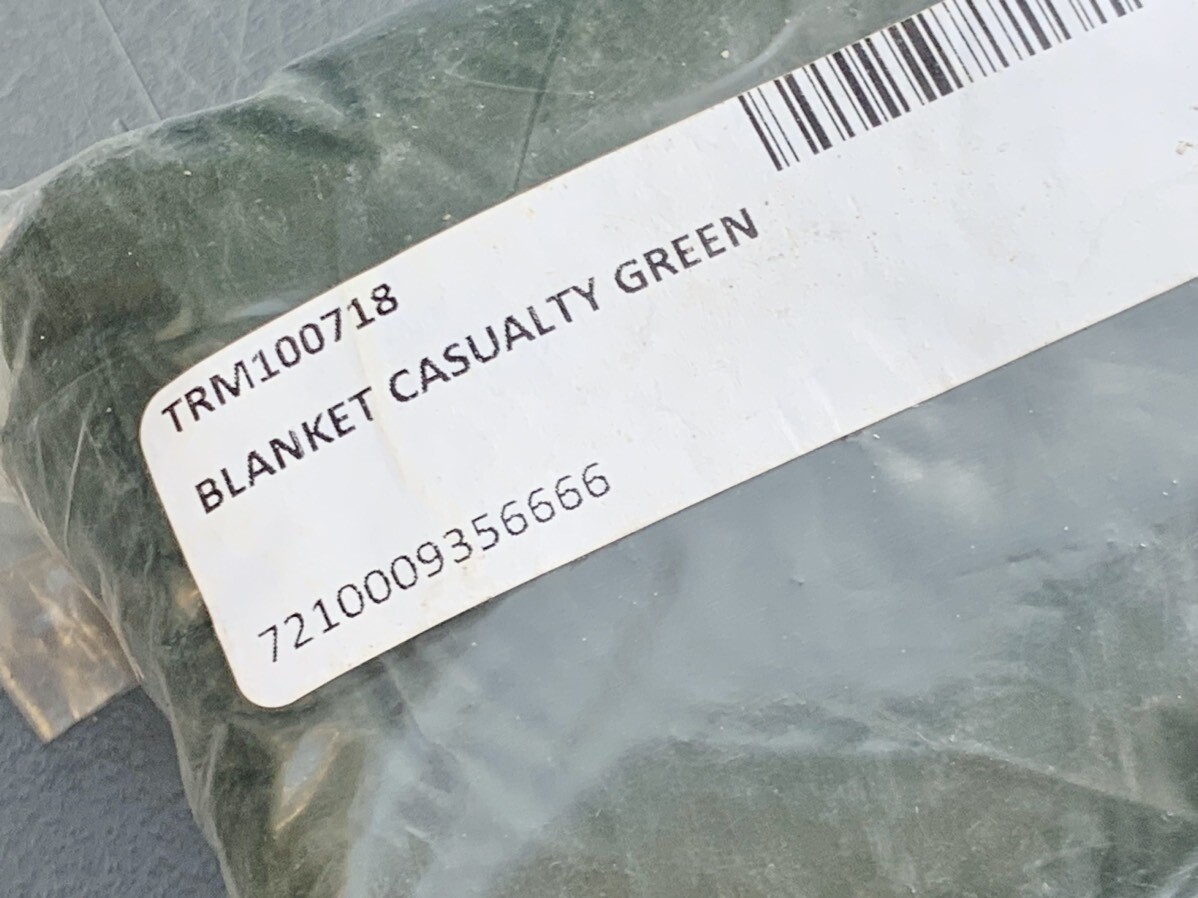 TRM100718
BLANKET CASUALTY GREEN
7210009356666